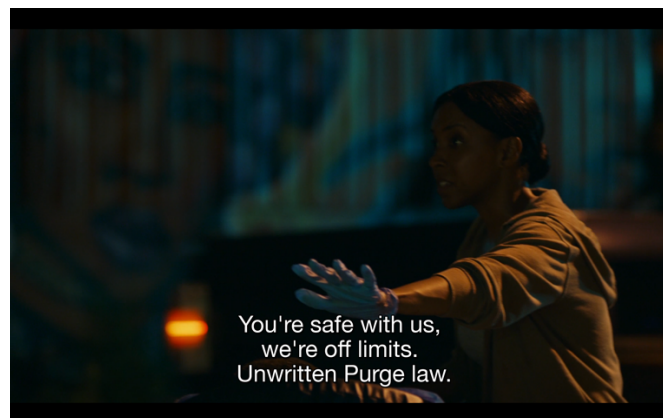 You're safe with us,
we're off limits.
Unwritten Purge law.